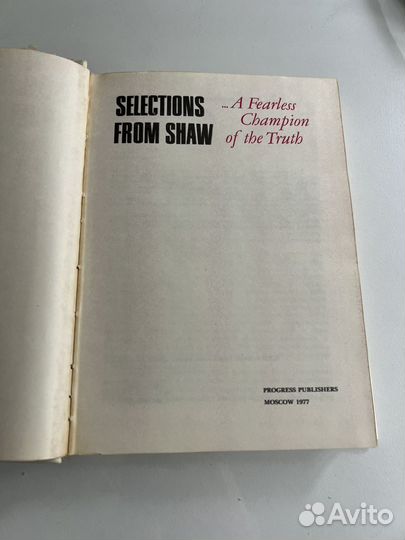 SELECTIONS
FROM SHAW
... A Fearless
Champion
of the Truth
PROGRESS PUBLISHERS
MOSCOW 1977
Avito